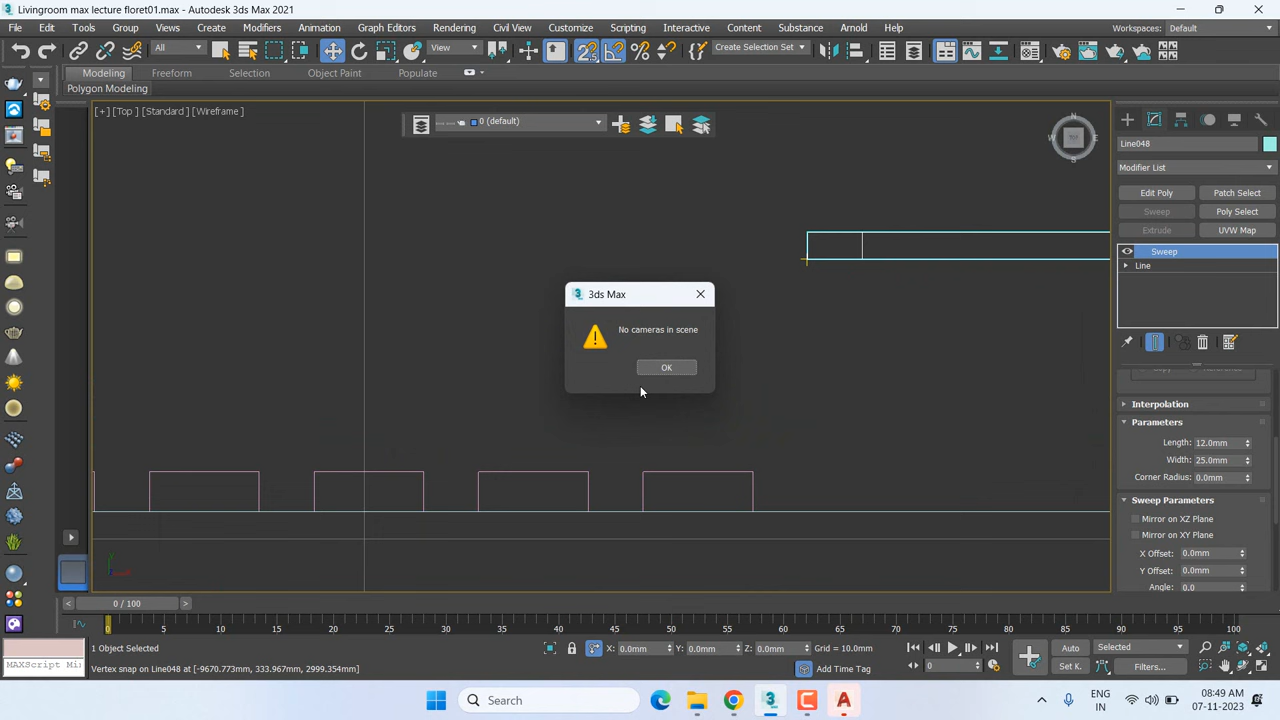 Livingroom max lecture floret01.max - Autodesk 3ds Max 2021
File Edit Tools Group Views Create Modifiers Animation Graph Editors Rendering Civil View Customize Scripting Interactive Content Substance Arnold Help
Workspaces: Default
All
View
Create Selection Set
Modeling Freeform Selection Object Paint Populate
Polygon Modeling
[+] [Top ] [Standard ] [Wireframe ]
0 (default)
N
W
E
S
Line048
Modifier List
Edit Poly Patch Select
Sweep Poly Select
Extrude UVW Map
Sweep
Line
3ds Max
No cameras in scene
OK
Copy Reference
Interpolation
Parameters
Length: 12.0mm
Width: 25.0mm
Corner Radius: 0.0mm
Sweep Parameters
Mirror on XZ Plane
Mirror on XY Plane
X Offset: 0.0mm
Y Offset: 0.0mm
Angle: 0.0
< 0 / 100 >
0 5 10 15 20 25 30 35 40 45 50 55 60 65 70 75 80 85 90 95 100
1 Object Selected
X: 0.0mm Y: 0.0mm Z: 0.0mm Grid = 10.0mm
Auto Selected
MAXScript Mi
Vertex snap on Line048 at [-9670.773mm, 333.967mm, 2999.354mm]
Add Time Tag
0
Set K. Filters...
Search
ENG
IN
08:49 AM
07-11-2023